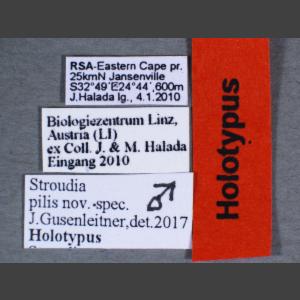 RSA-Eastern Cape pr.
25kmN Jansenville
S32°49'E24°44',600m
J.Halada lg., 4.1.2010
Biologiezentrum Linz,
Austria (LI)
ex Coll. J. & M. Halada
Eingang 2010
Stroudia ♂
pilis nov.-spec.
J.Gusenleitner,det.2017
Holotypus
Holotypus